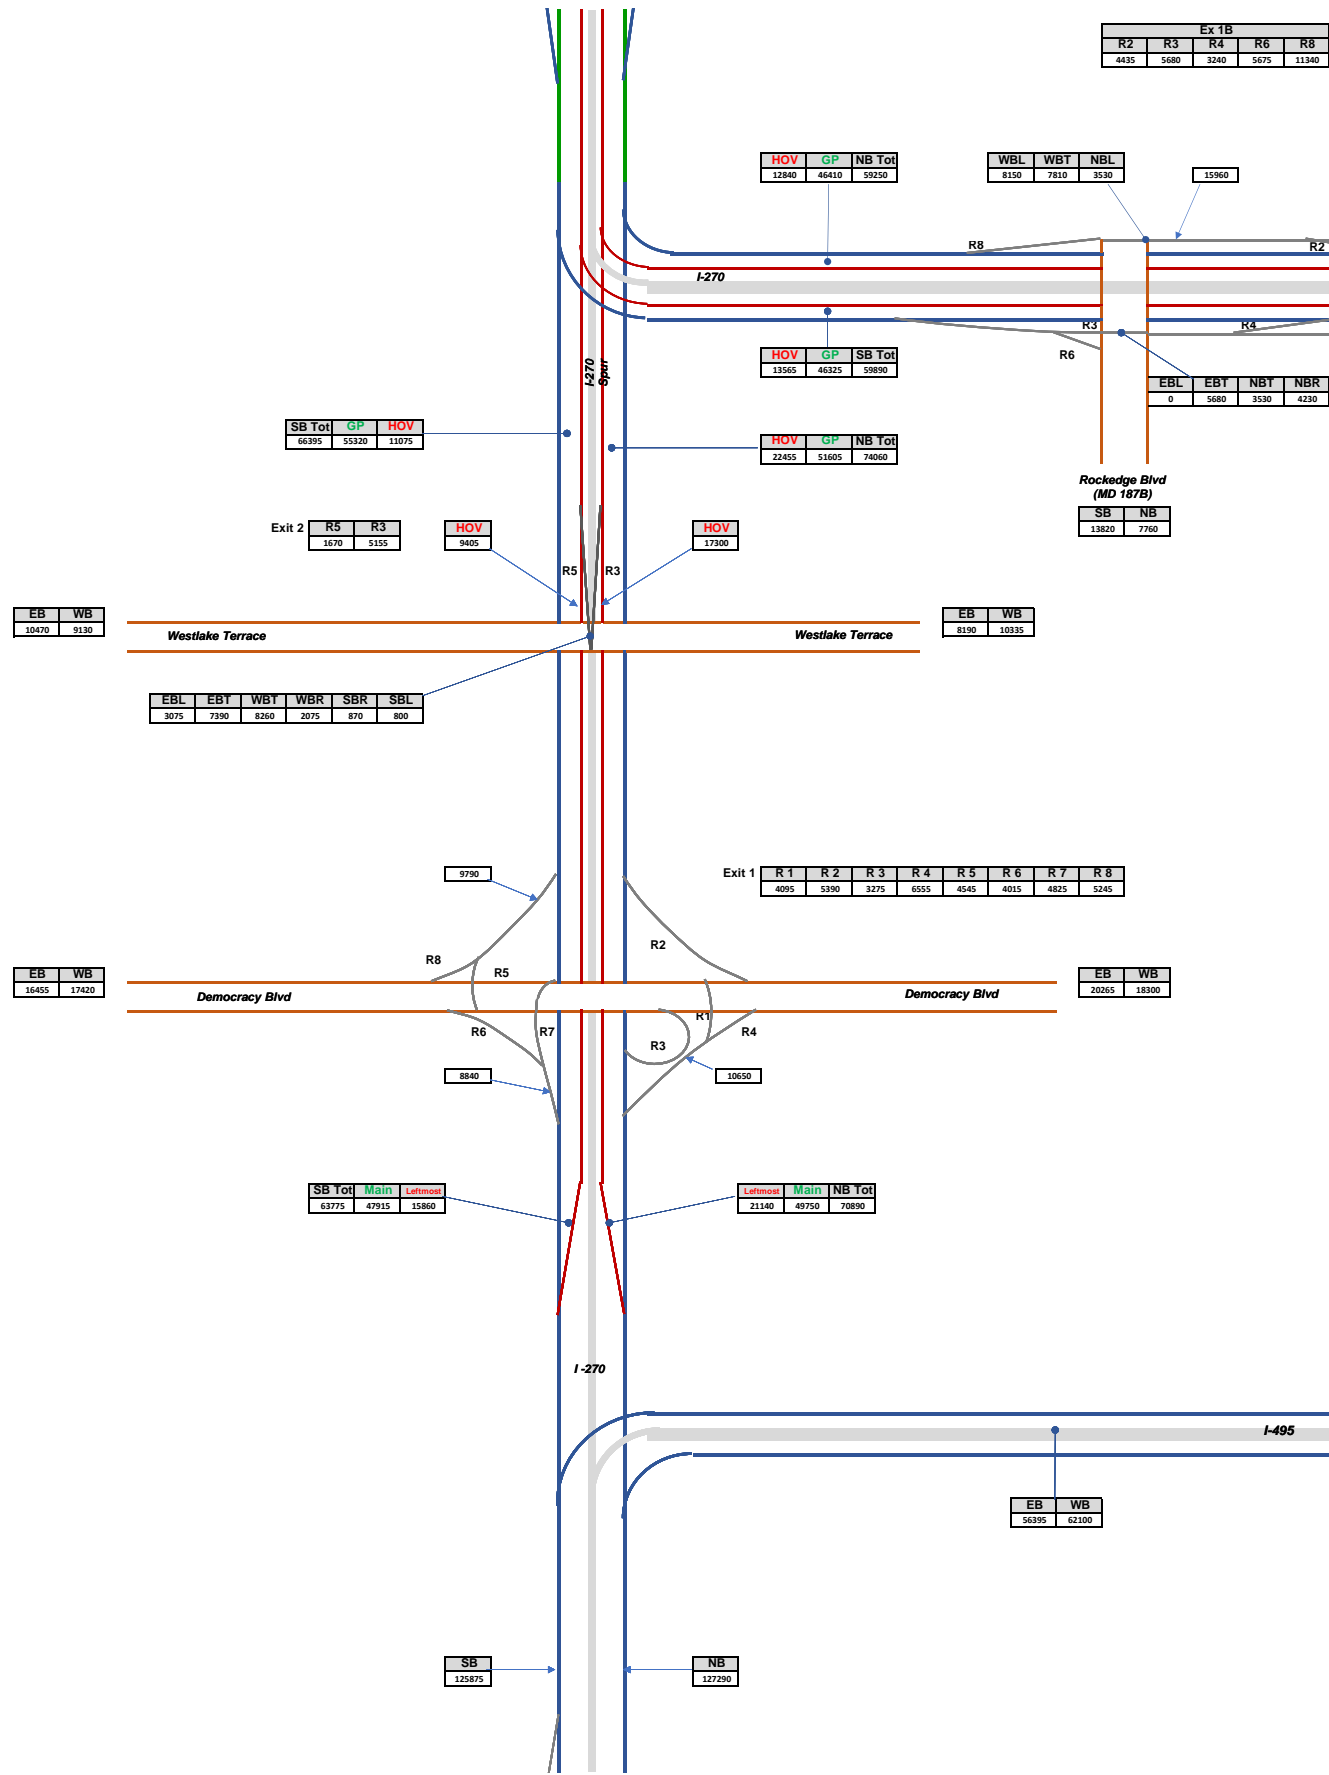 Ex 1B
R2 R3 R4 R6 R8
4435 5680 3240 5675 11340
HOV GP NB Tot
12840 46410 59250
WBL WBT NBL
8150 7810 3530
15960
R8
R2
I-270
R3
R4
R6
HOV GP SB Tot
13565 46325 59890
I-270
Spur
EBL EBT NBT NBR
0 5680 3530 4230
SB Tot GP HOV
66395 55320 11075
HOV GP NB Tot
22455 51605 74060
Rockedge Blvd
(MD 187B)
SB NB
13820 7760
Exit 2 R5 R3
1670 5155
HOV
9405
HOV
17300
R5 R3
EB WB
10470 9130
EB WB
8190 10335
Westlake Terrace
Westlake Terrace
EBL EBT WBT WBR SBR SBL
3075 7390 8260 2075 870 800
9790
Exit 1 R 1 R 2 R 3 R 4 R 5 R 6 R 7 R 8
4095 5390 3275 6555 4545 4015 4825 5245
R2
R8
R5
EB WB
16455 17420
EB WB
20265 18300
Democracy Blvd
Democracy Blvd
R1
R6 R7 R3 R4
8840
10650
SB Tot Main Leftmost
63775 47915 15860
Leftmost Main NB Tot
21140 49750 70890
I -270
I-495
EB WB
56395 62100
SB
125875
NB
127290